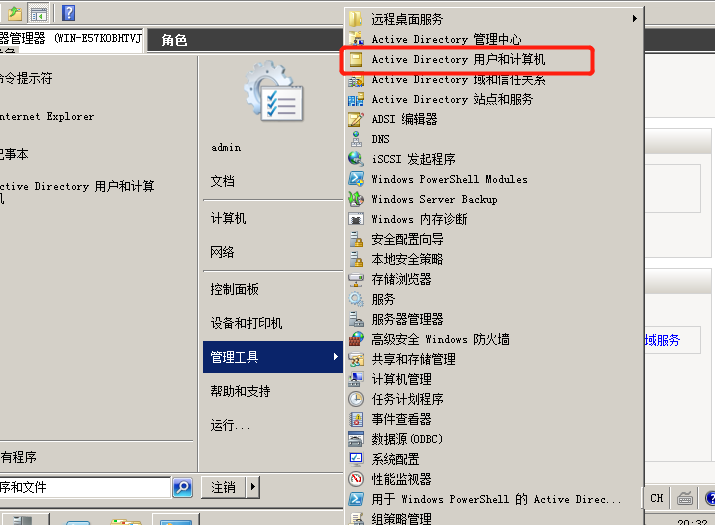 器管理器 (WIN-E57KOBHTVJ
角色
令提示符
nternet Explorer
记事本
ctive Directory 用户和计算
机
admin
文档
计算机
网络
控制面板
设备和打印机
管理工具
帮助和支持
运行...
有程序
序和文件
注销
远程桌面服务
Active Directory 管理中心
Active Directory 用户和计算机
Active Directory 域和信任关系
Active Directory 站点和服务
ADSI 编辑器
DNS
iSCSI 发起程序
Windows PowerShell Modules
Windows Server Backup
Windows 内存诊断
安全配置向导
本地安全策略
存储浏览器
服务
服务器管理器
高级安全 Windows 防火墙
共享和存储管理
计算机管理
任务计划程序
事件查看器
数据源(ODBC)
系统配置
性能监视器
用于 Windows PowerShell 的 Active Direc...
组策略管理
域服务
CH
20:32